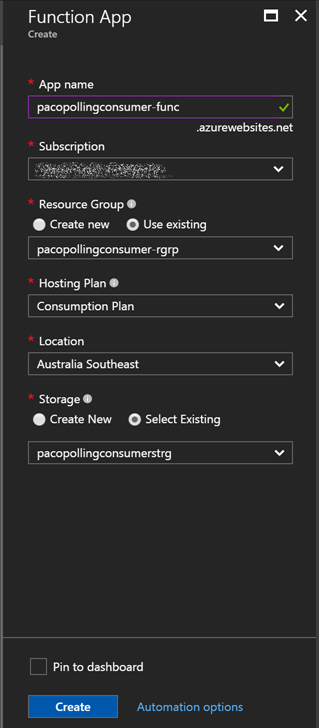 Function App
Create
* App name
pacopollingconsumer-func
.azurewebsites.net
* Subscription
* Resource Group
Create new Use existing
pacopollingconsumer-rgrp
* Hosting Plan
Consumption Plan
* Location
Australia Southeast
* Storage
Create New Select Existing
pacopollingconsumerstrg
Pin to dashboard
Create Automation options